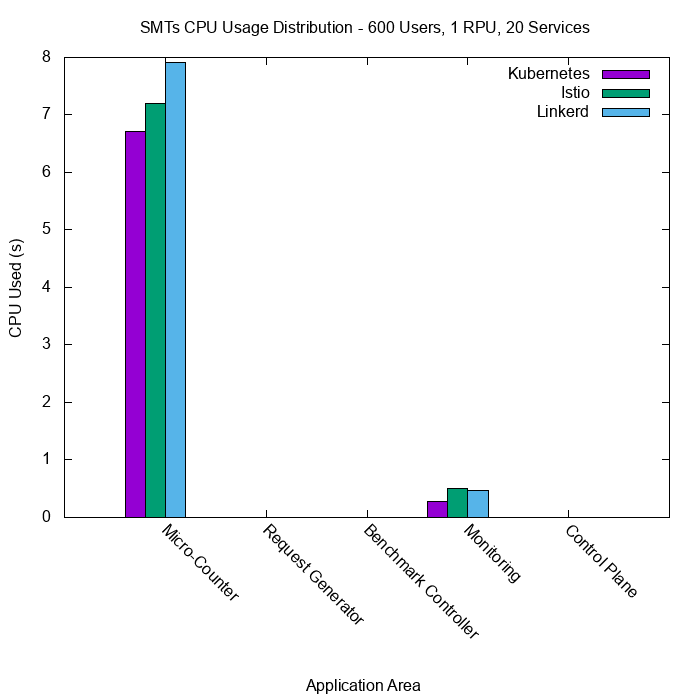 SMTs CPU Usage Distribution - 600 Users, 1 RPU, 20 Services
8
7
6
5
4
3
2
1
0
CPU Used (s)
Kubernetes
Istio
Linkerd
Micro-Counter
Request Generator
Benchmark Controller
Monitoring
Control Plane
Application Area